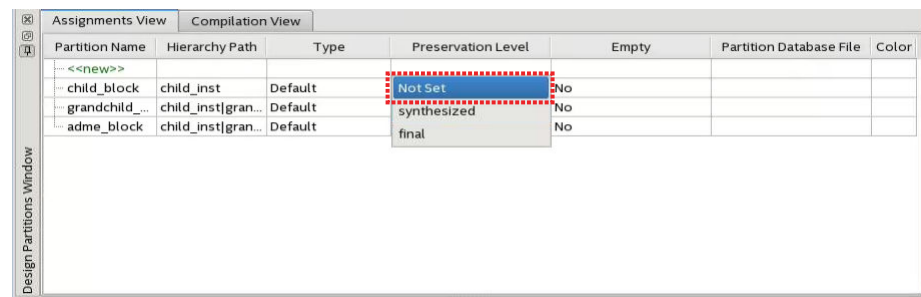 Assignments View Compilation View
Partition Name Hierarchy Path Type Preservation Level Empty Partition Database File Color
<<new>>
child_block child_inst Default Not Set No
grandchild_... child_inst|gran... Default synthesized No
adme_block child_inst|gran... Default final No
Design Partitions Window